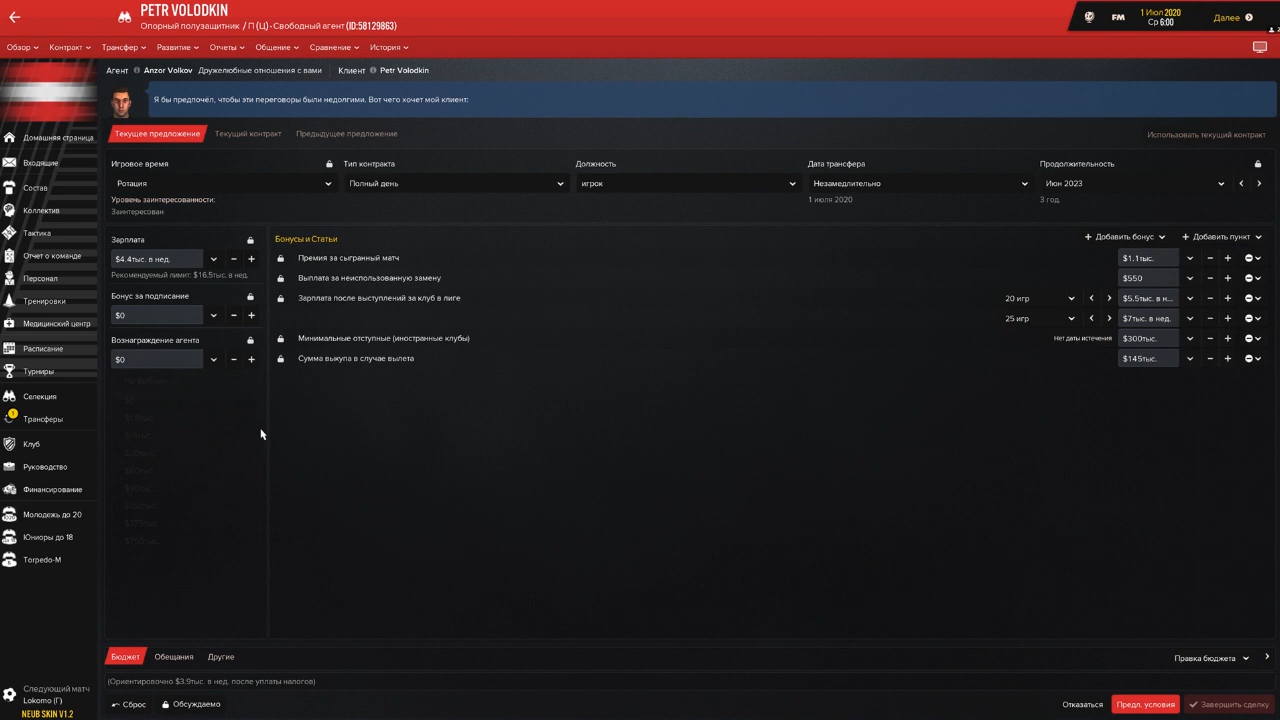 PETR VOLODKIN
Опорный полузащитник / П (Ц) - Свободный агент (ID:58129863)
FM
1 Июл 2020
Ср 6:00
Далее
Обзор
Контракт
Трансфер
Развитие
Отчеты
Общение
Сравнение
История
Агент Anzor Volkov Дружелюбные отношения с вами Клиент Petr Volodkin
Я бы предпочёл, чтобы эти переговоры были недолгими. Вот чего хочет мой клиент:
Текущее предложение Текущий контракт Предыдущее предложение Использовать текущий контракт
Игровое время Тип контракта Должность Дата трансфера Продолжительность
Ротация Полный день игрок Незамедлительно Июн 2023
Уровень заинтересованности: 1 июля 2020 3 год.
Заинтересован
Домашняя страница
Входящие
Состав
Коллектив
Тактика
Отчет о команде
Персонал
Тренировки
Медицинский центр
Расписание
Турниры
Селекция
1
Трансферы
Клуб
Руководство
Финансирование
Молодежь до 20
Юниоры до 18
Torpedo-M
Следующий матч
Lokomo (Г)
NEUB SKIN V1.2
Зарплата
$4.4тыс. в нед.
Рекомендуемый лимит: $16.5тыс. в нед.
Бонус за подписание
$0
Вознаграждение агента
$0
Бонусы и Статьи + Добавить бонус + Добавить пункт
Премия за сыгранный матч $1.1тыс.
Выплата за неиспользованную замену $550
Зарплата после выступлений за клуб в лиге 20 игр $5.5тыс. в н...
25 игр $7тыс. в нед.
Минимальные отступные (иностранные клубы) Нет даты истечения $300тыс.
Сумма выкупа в случае вылета $145тыс.
Бюджет Обещания Другие Правка бюджета
(Ориентировочно $3.9тыс. в нед. после уплаты налогов)
Сброс Обсуждаемо Отказаться Предл. условия Завершить сделку